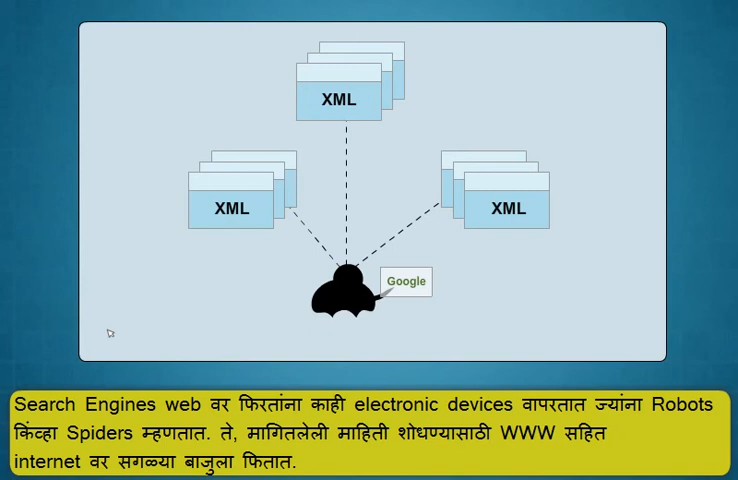 XML
XML
XML
Google
Search Engines web वर फिरतांना काही electronic devices वापरतात ज्यांना Robots
किंव्हा Spiders म्हणतात. ते, मागितलेली माहिती शोधण्यासाठी WWW सहित
internet वर सगळ्या बाजुला फितात.